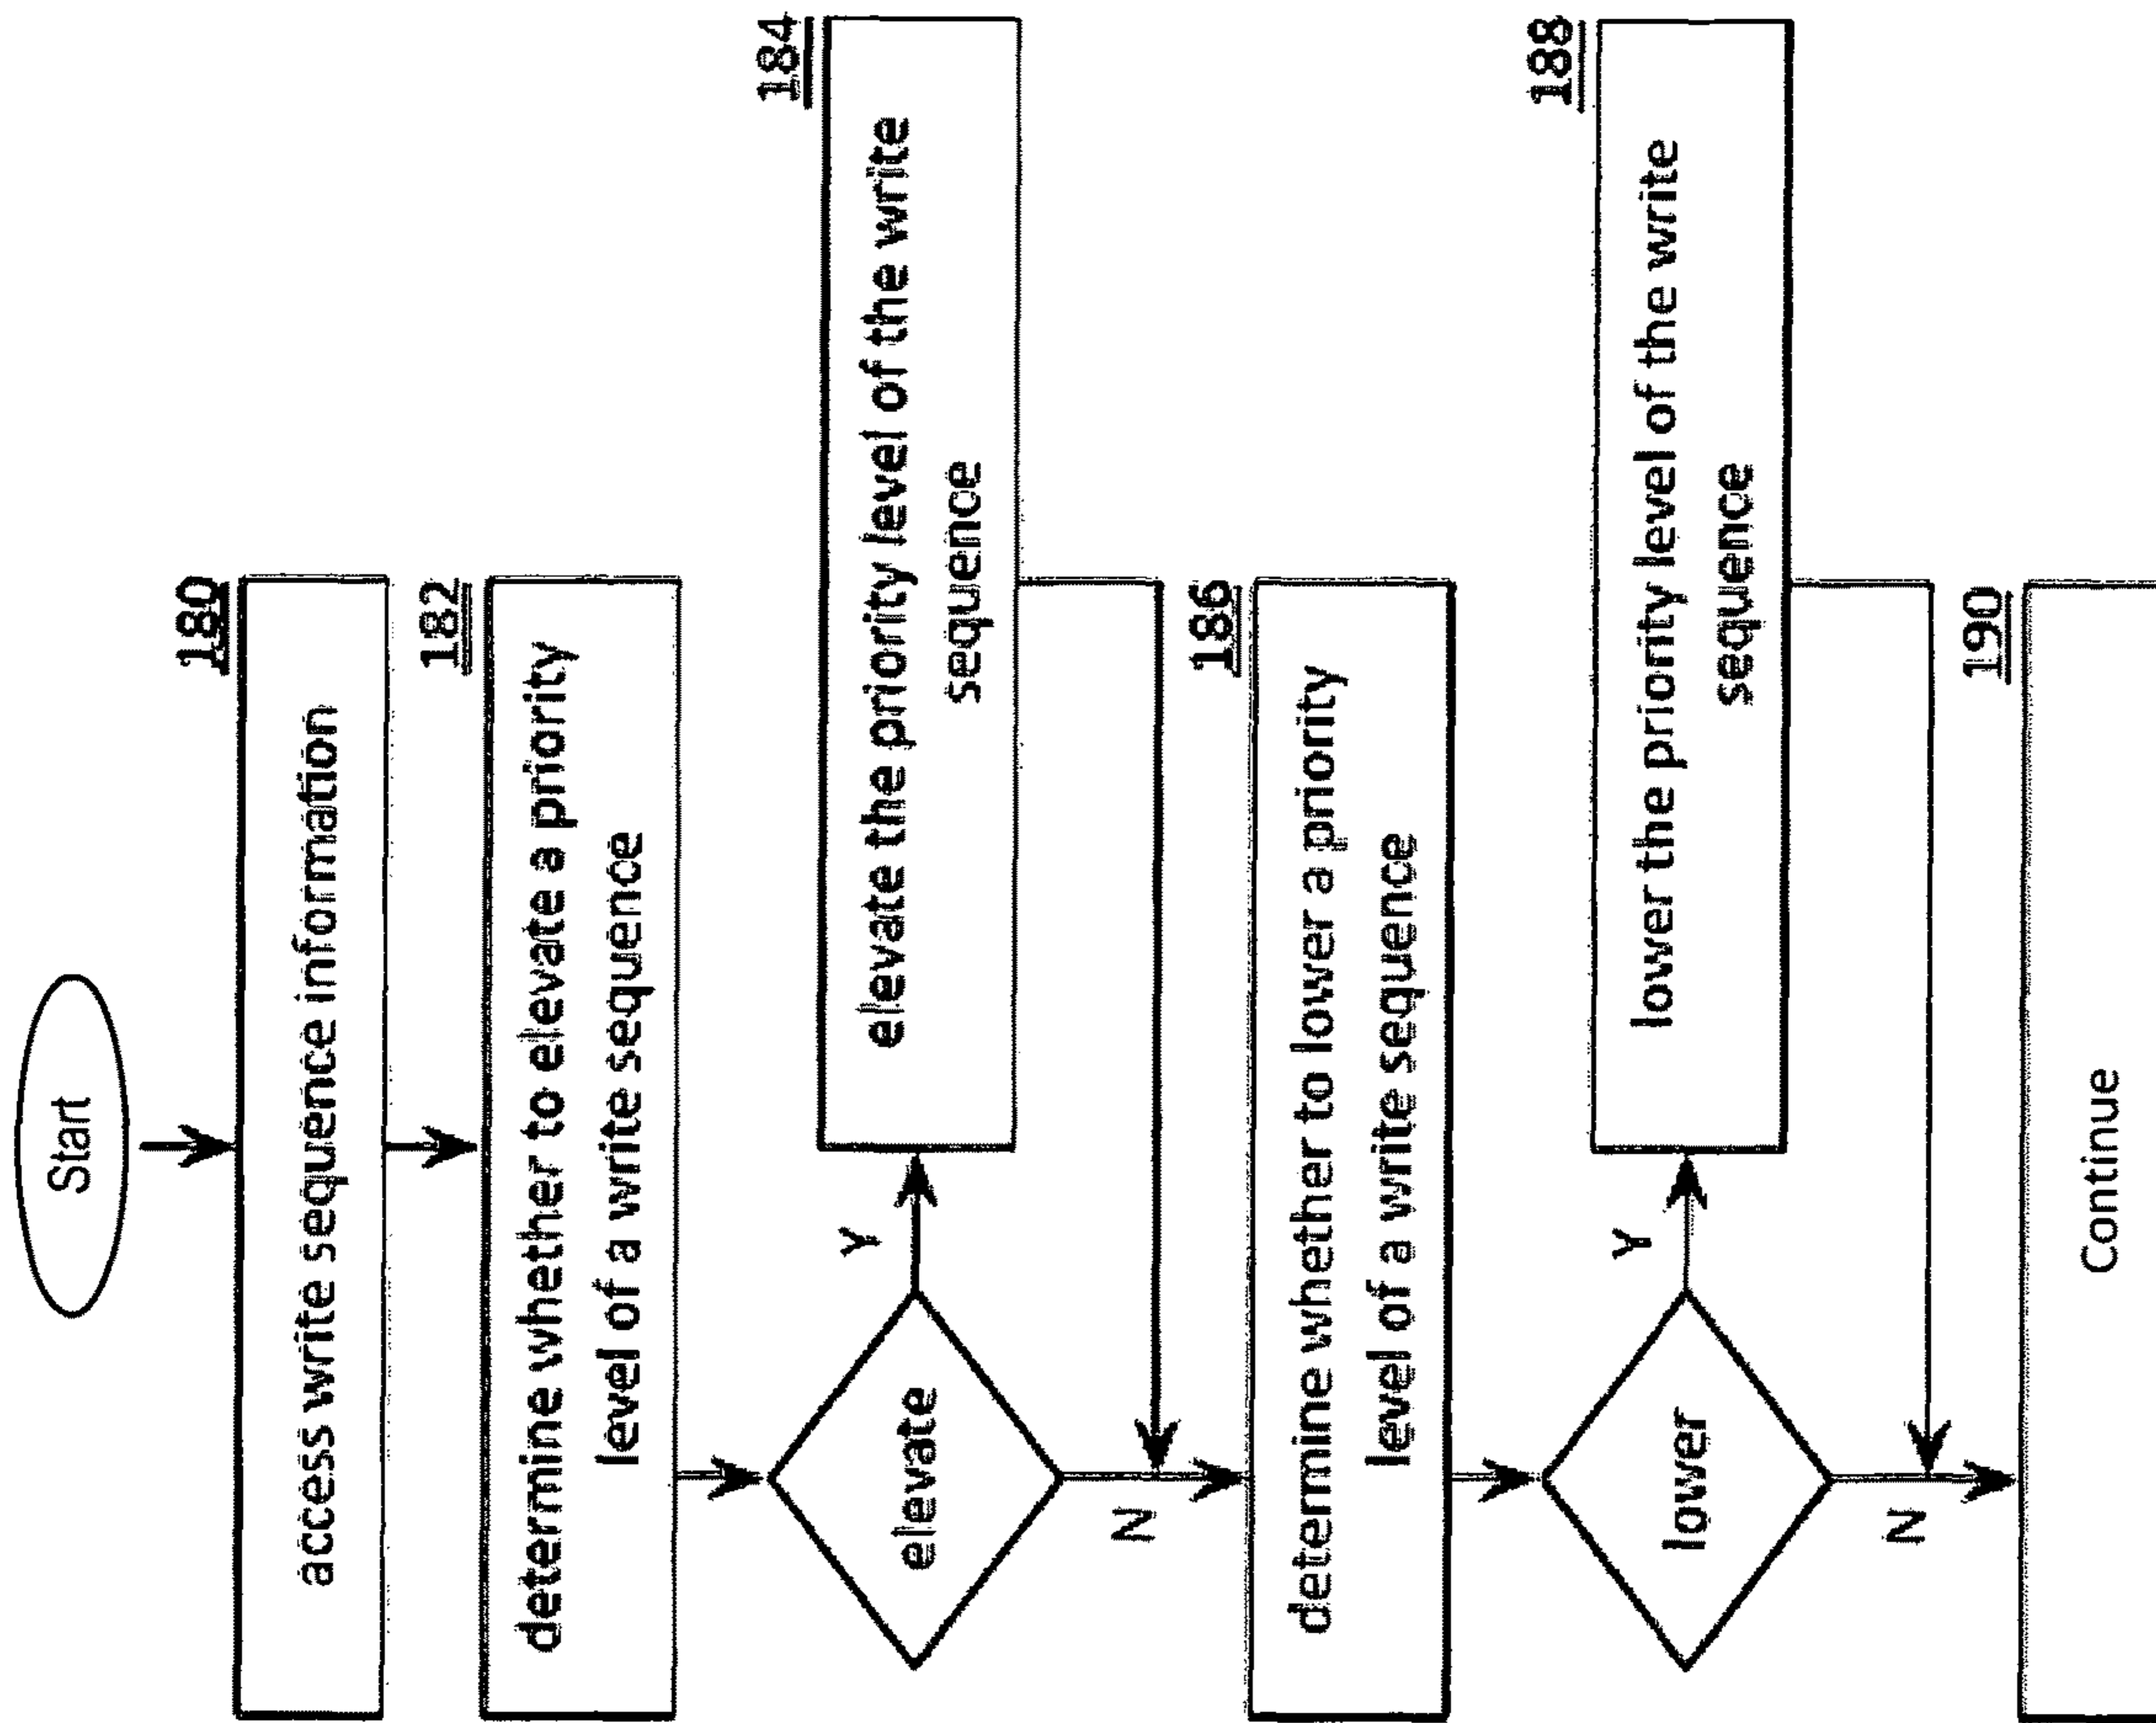 Start
180
access write sequence information
182
determine whether to elevate a priority
level of a write sequence
184
elevate
Y
elevate the priority level of the write
sequence
N
186
determine whether to lower a priority
level of a write sequence
188
lower
Y
lower the priority level of the write
sequence
N
190
Continue